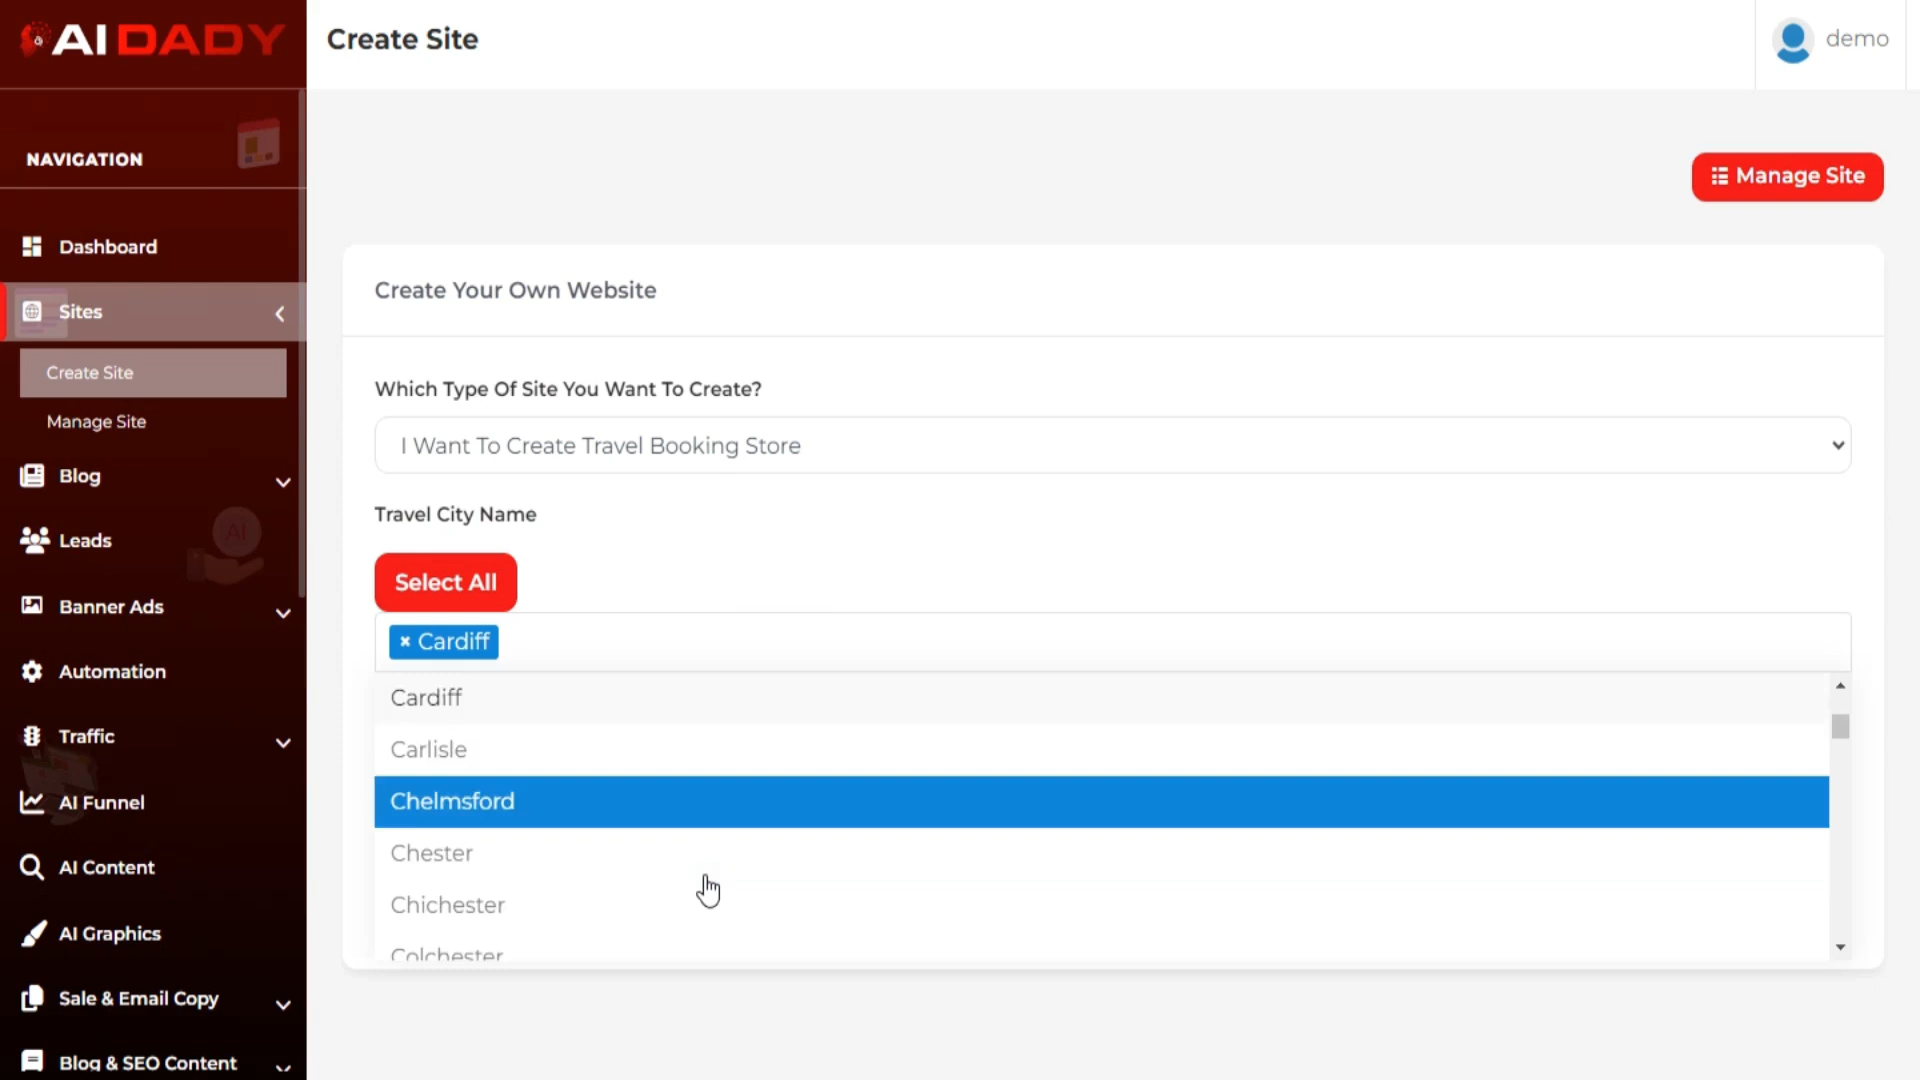 AI DADY
Create Site
demo
NAVIGATION
Manage Site
Dashboard
Sites
Create Site
Manage Site
Blog
Leads
AI
Banner Ads
Automation
Traffic
AI Funnel
AI Content
AI Graphics
Sale & Email Copy
Blog & SEO Content
Create Your Own Website
Which Type Of Site You Want To Create?
I Want To Create Travel Booking Store
Travel City Name
Select All
× Cardiff
Cardiff
Carlisle
Chelmsford
Chester
Chichester
Colchester